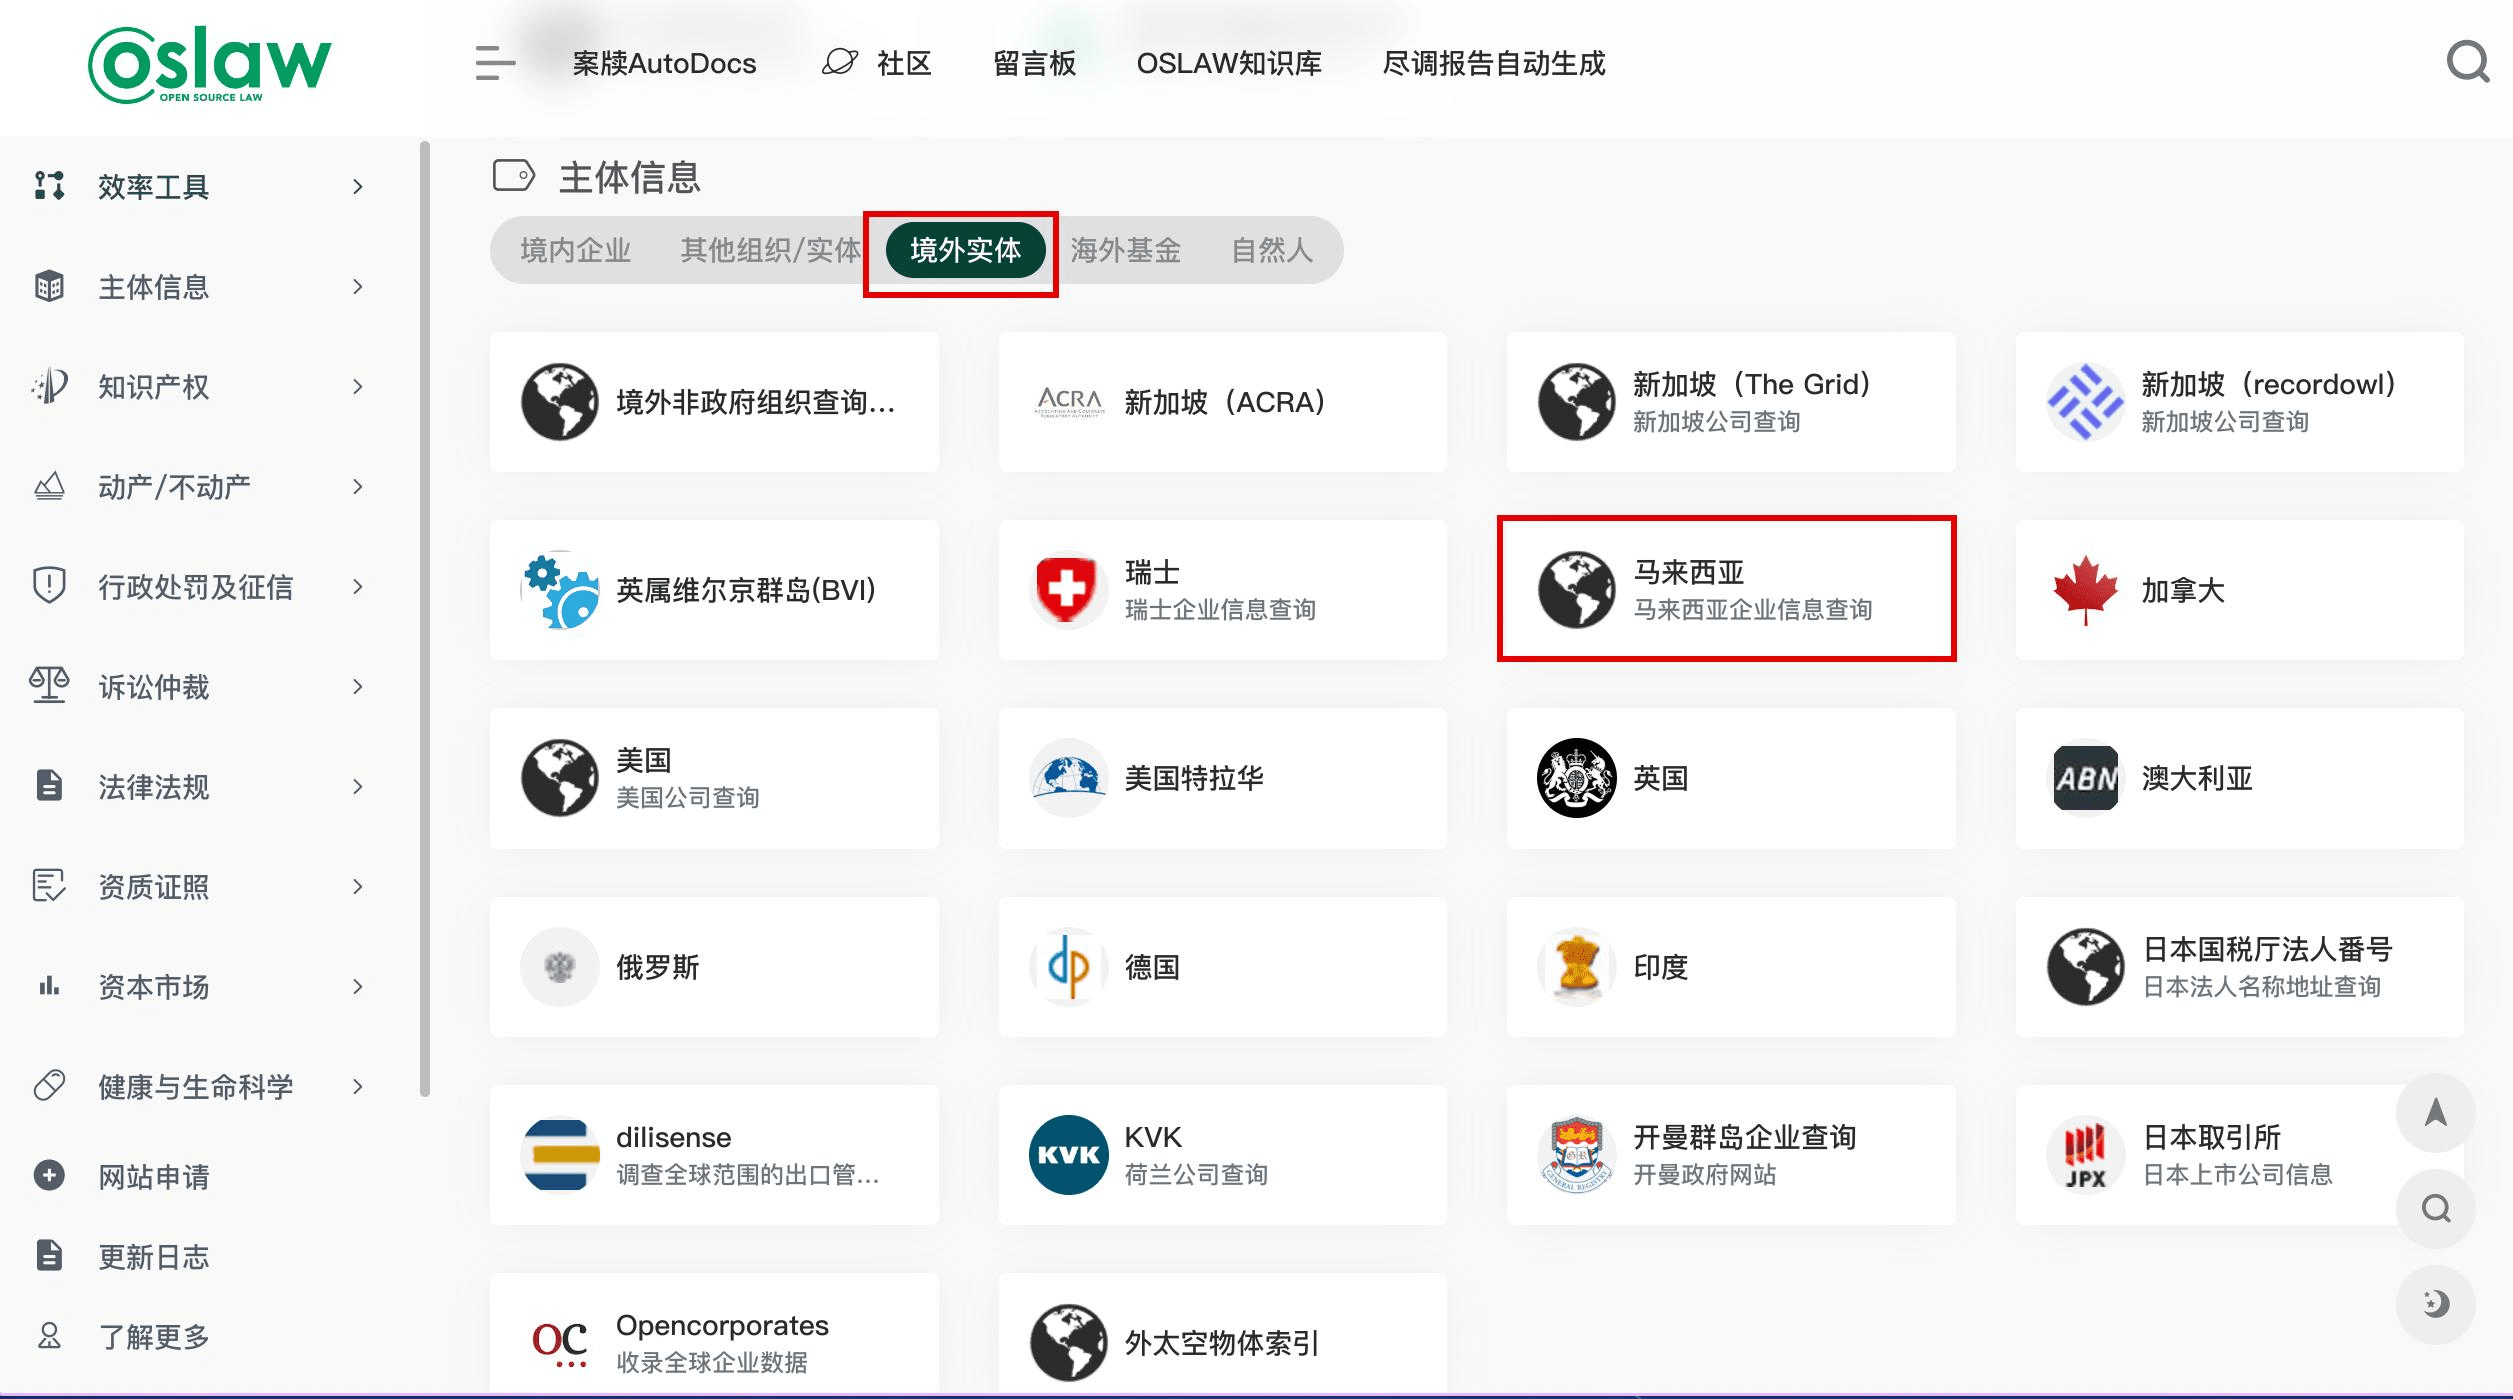 Oslaw
OPEN SOURCE LAW
案牍AutoDocs
社区
留言板
OSLAW知识库
尽调报告自动生成
效率工具
主体信息
知识产权
动产/不动产
行政处罚及征信
诉讼仲裁
法律法规
资质证照
资本市场
健康与生命科学
网站申请
更新日志
了解更多
主体信息
境内企业
其他组织/实体
境外实体
海外基金
自然人
境外非政府组织查询...
ACRA
ACCOUNTING AND CORPORATE
REGULATORY AUTHORITY
新加坡（ACRA）
新加坡（The Grid）
新加坡公司查询
新加坡（recordowl）
新加坡公司查询
英属维尔京群岛(BVI)
瑞士
瑞士企业信息查询
马来西亚
马来西亚企业信息查询
加拿大
美国
美国公司查询
美国特拉华
英国
ABN
澳大利亚
俄罗斯
dp
德国
印度
日本国税厅法人番号
日本法人名称地址查询
dilisense
调查全球范围的出口管...
KVK
KVK
荷兰公司查询
GR
GENERAL REGISTRY
开曼群岛企业查询
开曼政府网站
JPX
日本取引所
日本上市公司信息
OC
Opencorporates
收录全球企业数据
外太空物体索引